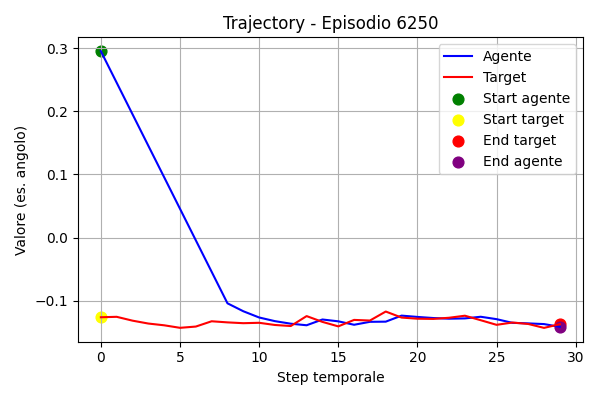 Trajectory - Episodio 6250
Valore (es. angolo)
0.3
0.2
0.1
0.0
−0.1
Agente
Target
Start agente
Start target
End target
End agente
0 5 10 15 20 25 30
Step temporale